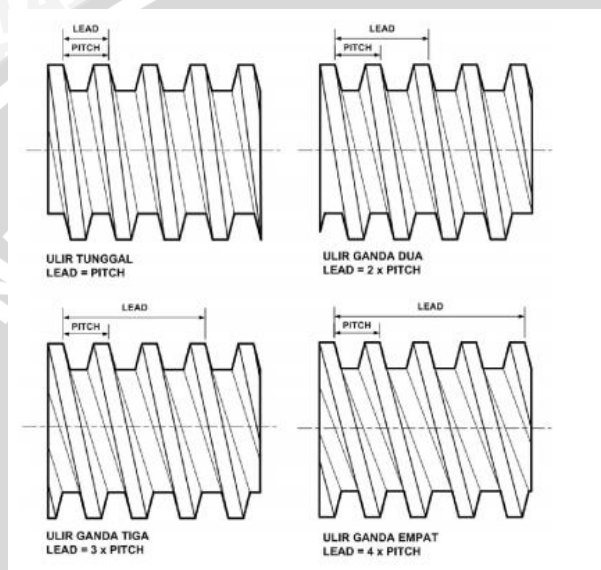 LEAD
PITCH
LEAD
PITCH
ULIR TUNGGAL
LEAD = PITCH
ULIR GANDA DUA
LEAD = 2 x PITCH
LEAD
PITCH
LEAD
PITCH
ULIR GANDA TIGA
LEAD = 3 x PITCH
ULIR GANDA EMPAT
LEAD = 4 x PITCH